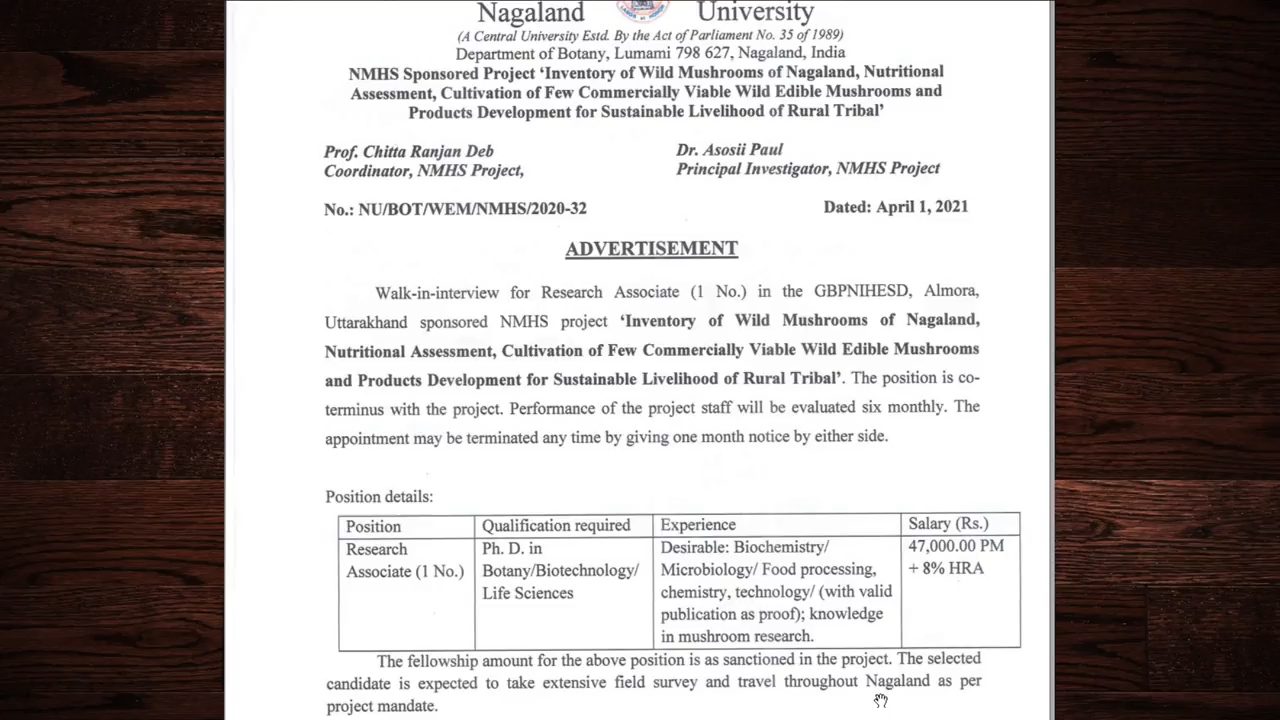 Nagaland University
(A Central University Estd. By the Act of Parliament No. 35 of 1989)
Department of Botany, Lumami 798 627, Nagaland, India
NMHS Sponsored Project ‘Inventory of Wild Mushrooms of Nagaland, Nutritional
Assessment, Cultivation of Few Commercially Viable Wild Edible Mushrooms and
Products Development for Sustainable Livelihood of Rural Tribal’
Prof. Chitta Ranjan Deb
Coordinator, NMHS Project,
Dr. Asosii Paul
Principal Investigator, NMHS Project
No.: NU/BOT/WEM/NMHS/2020-32
Dated: April 1, 2021
ADVERTISEMENT
Walk-in-interview for Research Associate (1 No.) in the GBPNIHESD, Almora,
Uttarakhand sponsored NMHS project ‘Inventory of Wild Mushrooms of Nagaland,
Nutritional Assessment, Cultivation of Few Commercially Viable Wild Edible Mushrooms
and Products Development for Sustainable Livelihood of Rural Tribal’. The position is co-
terminus with the project. Performance of the project staff will be evaluated six monthly. The
appointment may be terminated any time by giving one month notice by either side.
Position details:
Position
Qualification required
Experience
Salary (Rs.)
Research
Associate (1 No.)
Ph. D. in
Botany/Biotechnology/
Life Sciences
Desirable: Biochemistry/
Microbiology/ Food processing,
chemistry, technology/ (with valid
publication as proof); knowledge
in mushroom research.
47,000.00 PM
+ 8% HRA
The fellowship amount for the above position is as sanctioned in the project. The selected
candidate is expected to take extensive field survey and travel throughout Nagaland as per
project mandate.